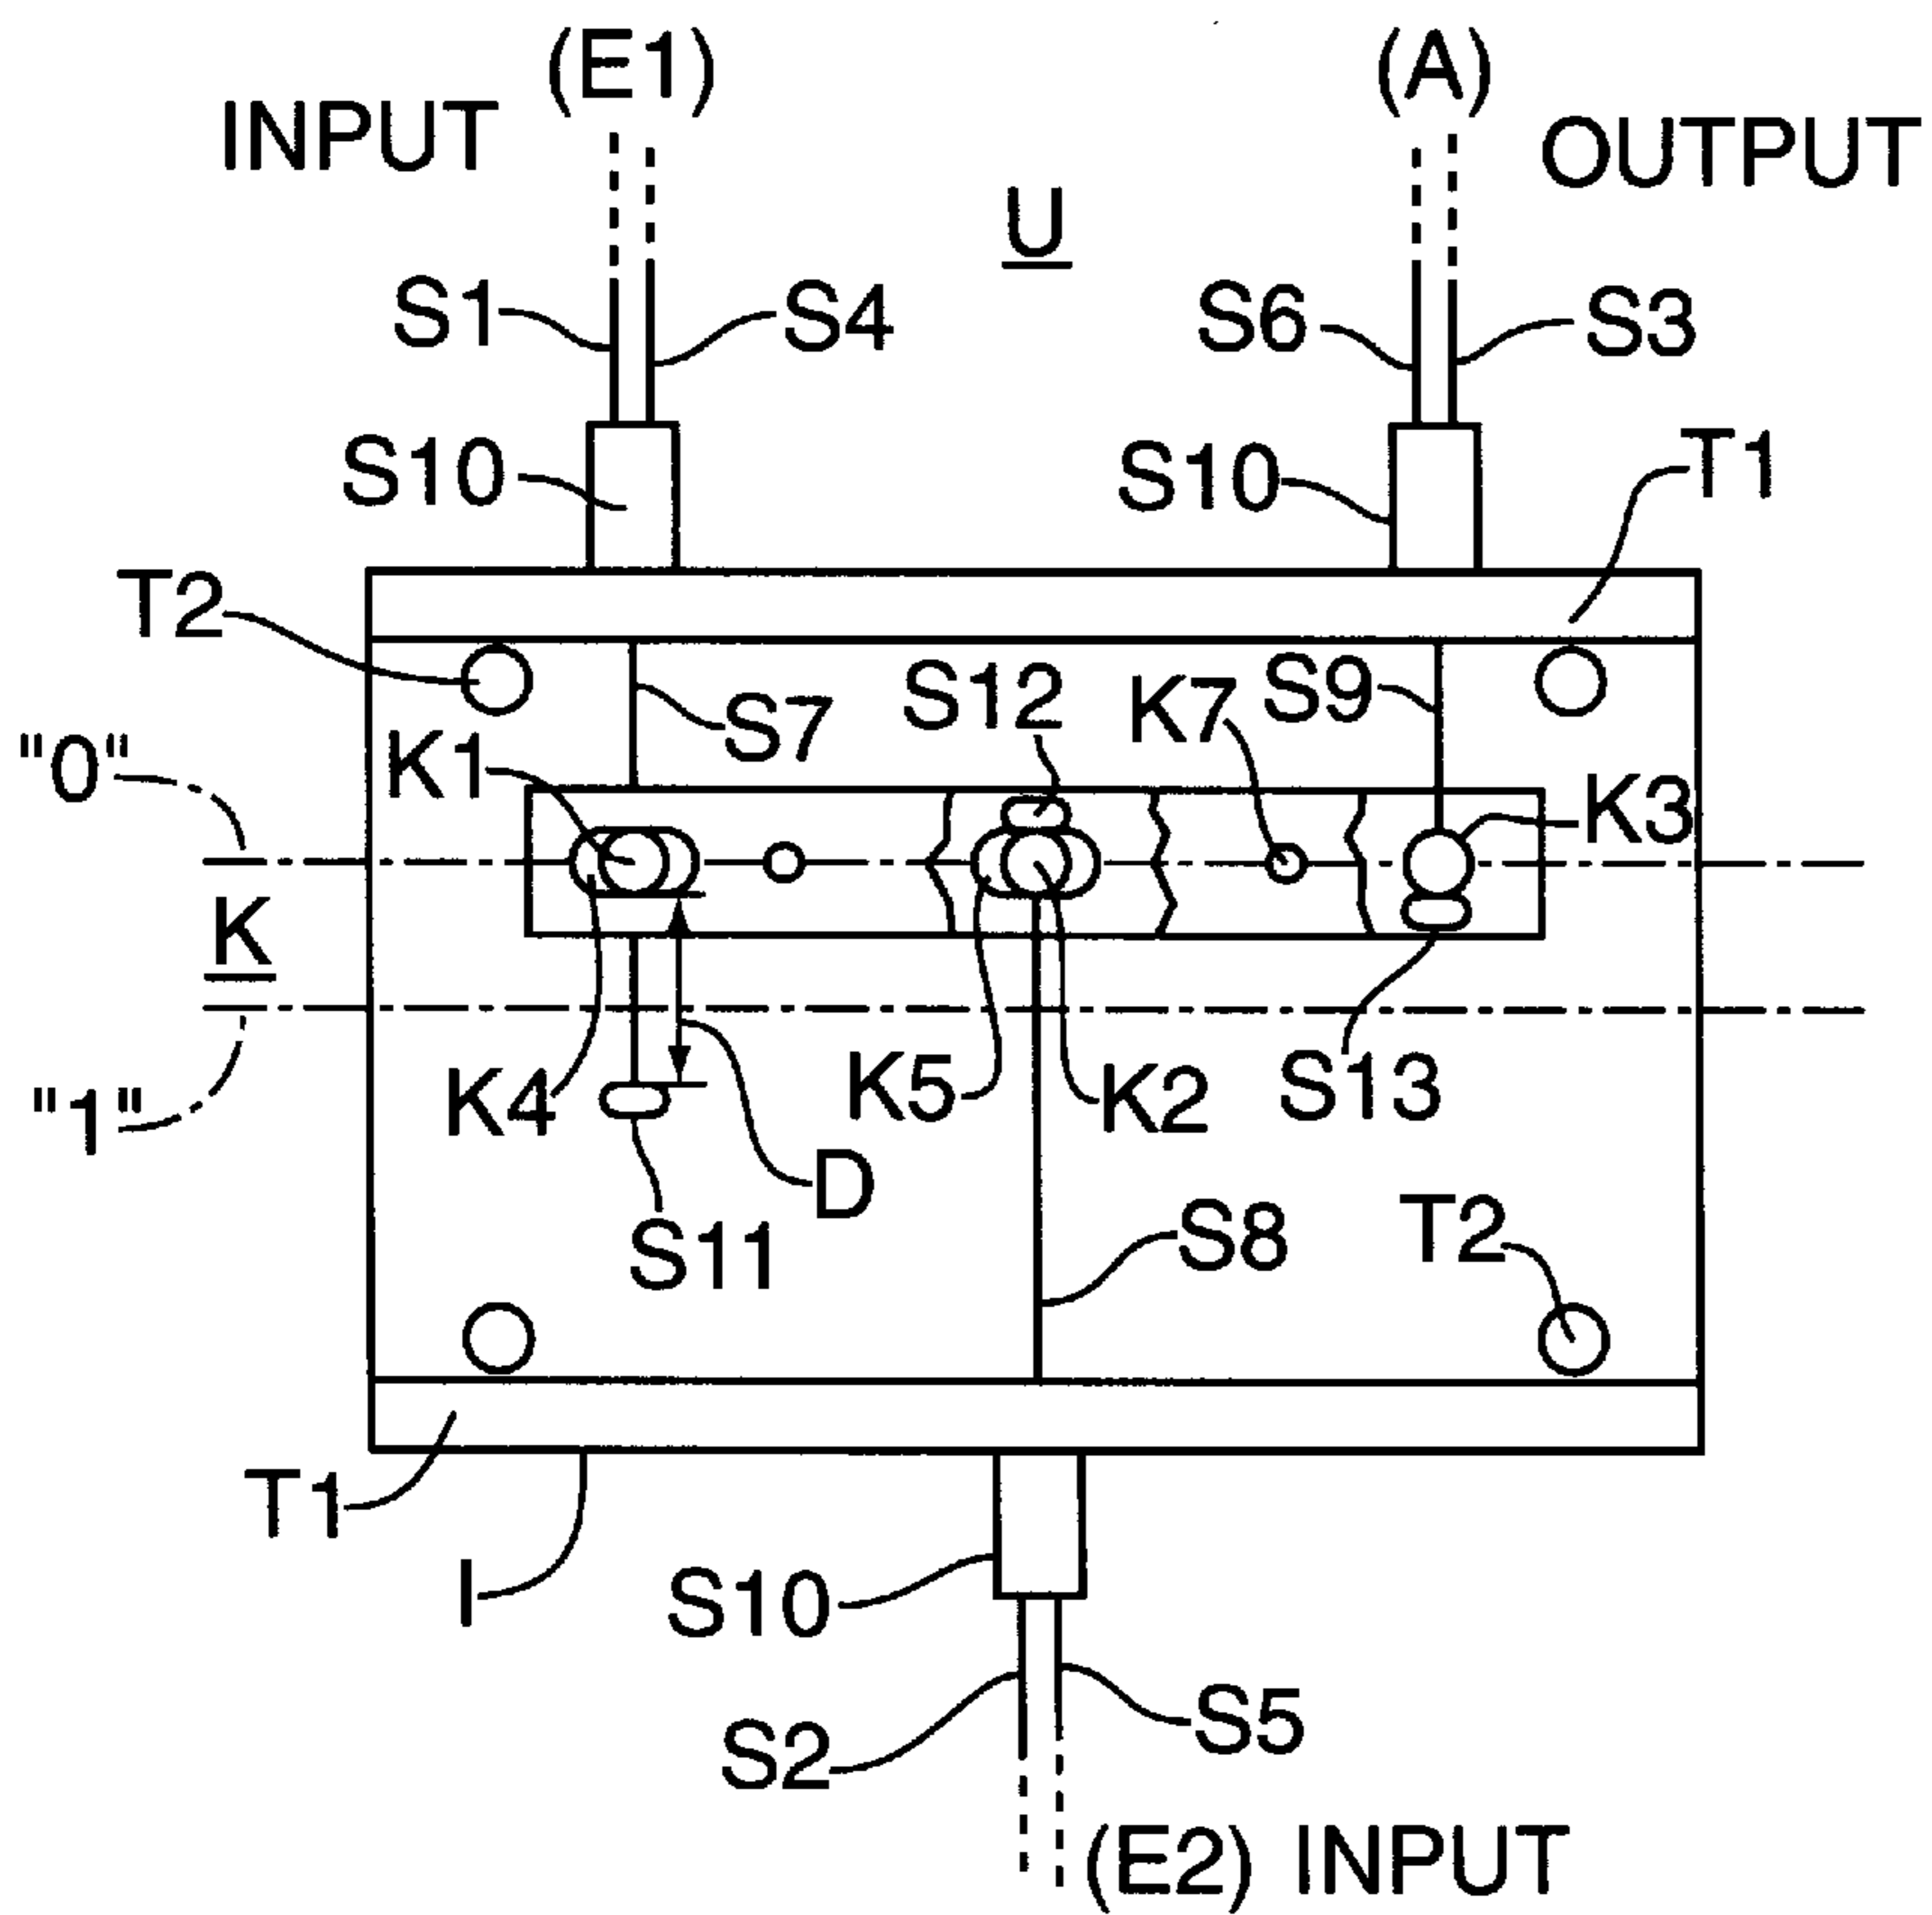 (E1) (A)
INPUT OUTPUT
U
S1 S4 S6 S3
S10 S10 T1
T2
S12 K7 S9
S7
"0" K1 K3
K
"1" K4 K5 K2 S13
D
S11 S8 T2
T1
I S10
S2 S5
(E2) INPUT